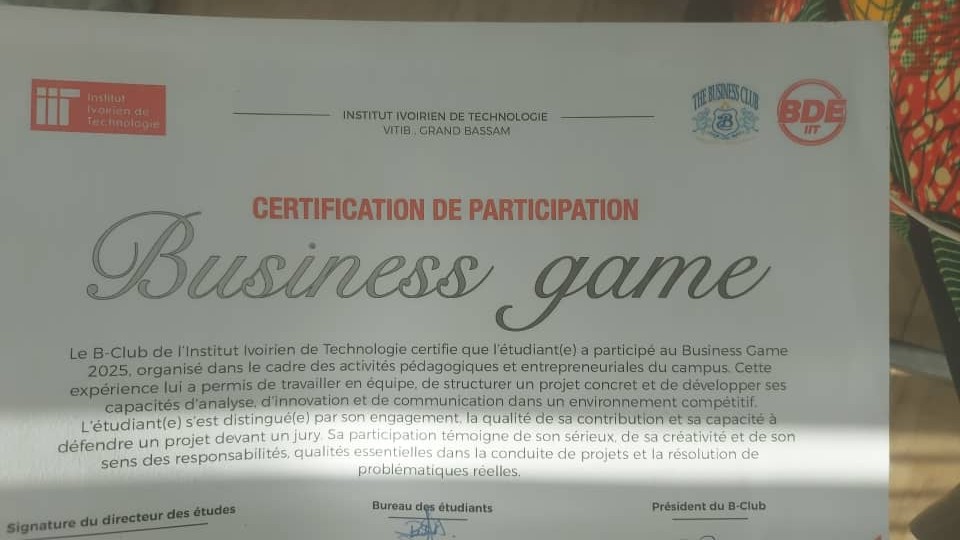 iiT Institut
Ivoirien de
Technologie
INSTITUT IVOIRIEN DE TECHNOLOGIE
VITIB . GRAND BASSAM
THE BUSINESS CLUB
B
BDE
IIT
CERTIFICATION DE PARTICIPATION
Business game
Le B-Club de l'Institut Ivoirien de Technologie certifie que l'étudiant(e) a participé au Business Game
2025, organisé dans le cadre des activités pédagogiques et entrepreneuriales du campus. Cette
expérience lui a permis de travailler en équipe, de structurer un projet concret et de développer ses
capacités d'analyse, d'innovation et de communication dans un environnement compétitif.
L'étudiant(e) s'est distingué(e) par son engagement, la qualité de sa contribution et sa capacité à
défendre un projet devant un jury. Sa participation témoigne de son sérieux, de sa créativité et de son
sens des responsabilités, qualités essentielles dans la conduite de projets et la résolution de
problématiques réelles.
Signature du directeur des études
Bureau des étudiants
Président du B-Club